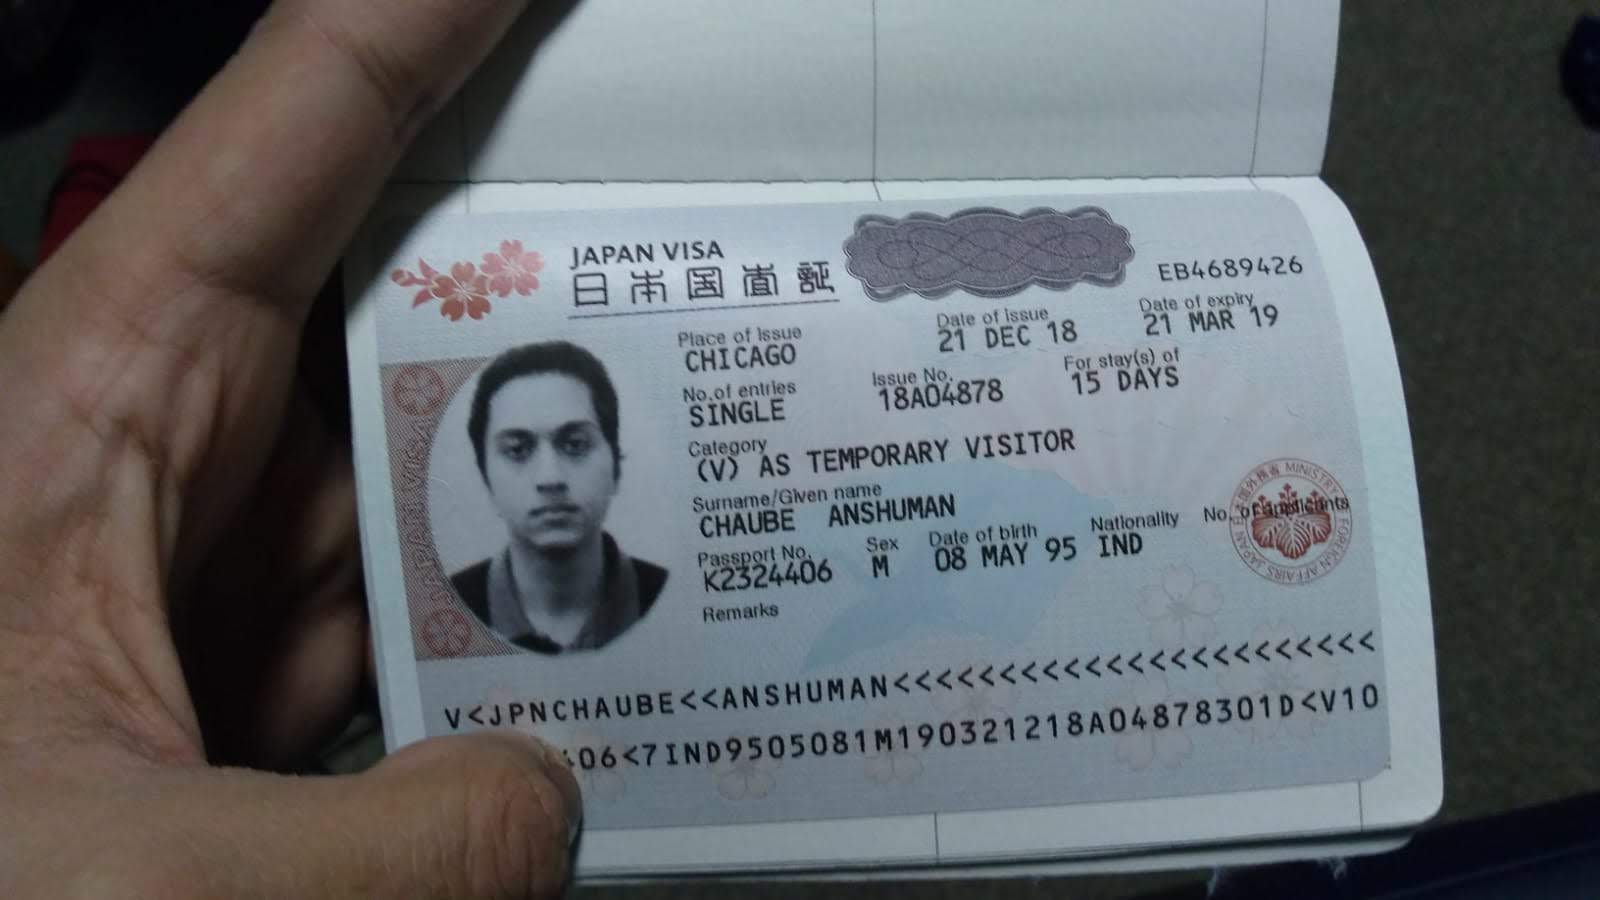 JAPAN VISA
日本国査証
EB4689426
Place of Issue
CHICAGO
Date of Issue
21 DEC 18
Date of expiry
21 MAR 19
No.of entries
SINGLE
Issue No.
18A04878
For stay(s) of
15 DAYS
Category
(V) AS TEMPORARY VISITOR
Surname/Given name
CHAUBE ANSHUMAN
Passport No.
K2324406
Sex
M
Date of birth
08 MAY 95
Nationality
IND
No. of applicants
Remarks
JAPAN VISA
MINISTRY OF FOREIGN AFFAIRS JAPAN 日本国外務省
V<JPNCHAUBE<<ANSHUMAN<<<<<<<<<<<<<<<<<<<<<<<
406<7IND9505081M190321218A04878301D<V10